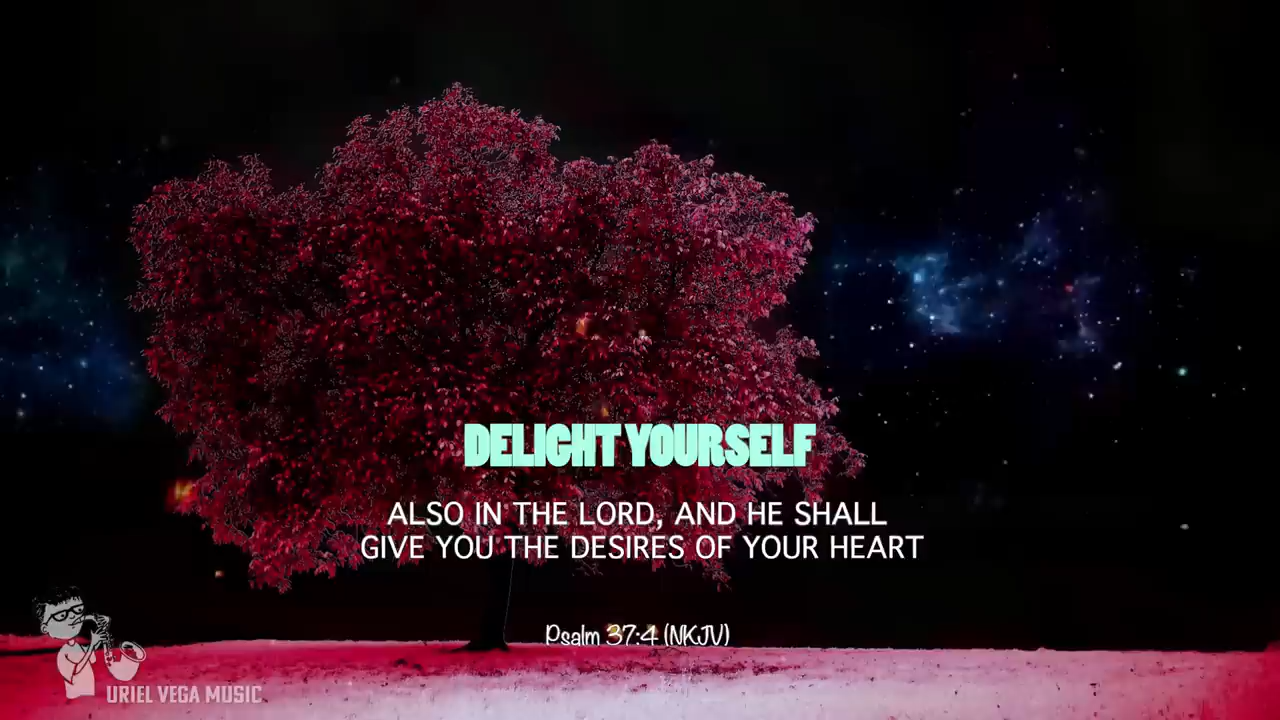 DELIGHT YOURSELF
ALSO IN THE LORD, AND HE SHALL
GIVE YOU THE DESIRES OF YOUR HEART
Psalm 37:4 (NKJV)
URIEL VEGA MUSIC